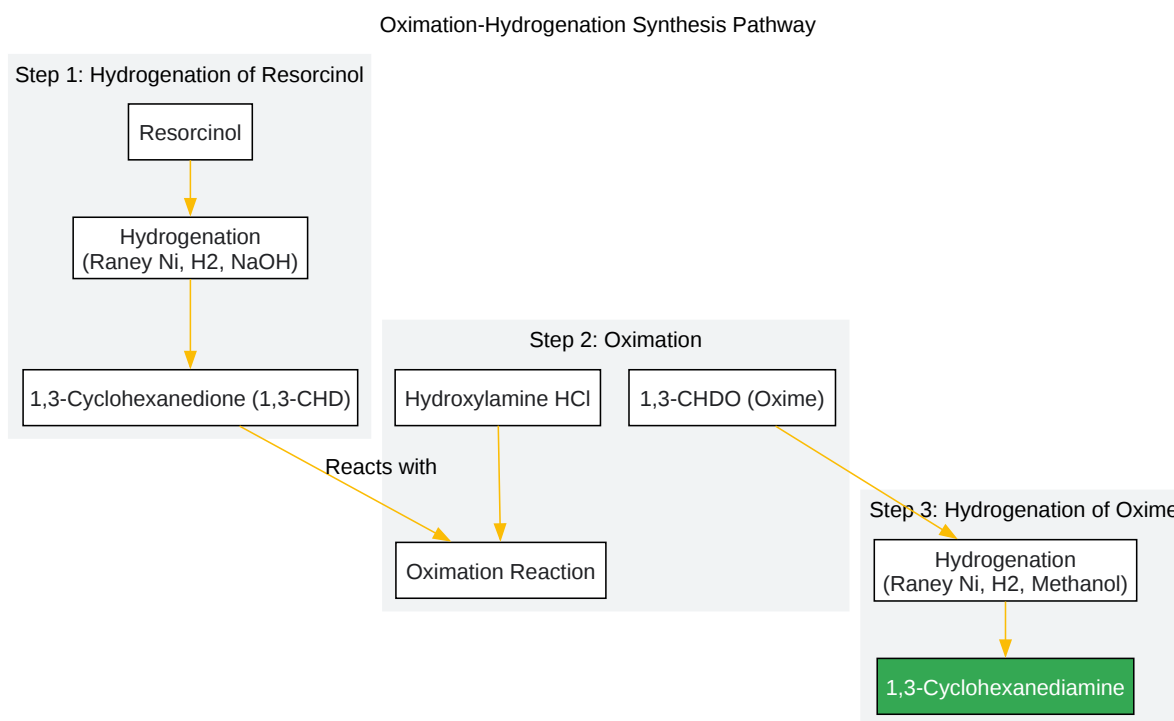 Oximation-Hydrogenation Synthesis Pathway
Step 1: Hydrogenation of Resorcinol
Resorcinol
Hydrogenation
(Raney Ni, H2, NaOH)
1,3-Cyclohexanedione (1,3-CHD)
Reacts with
Step 2: Oximation
Hydroxylamine HCl
1,3-CHDO (Oxime)
Oximation Reaction
Step 3: Hydrogenation of Oxime
Hydrogenation
(Raney Ni, H2, Methanol)
1,3-Cyclohexanediamine